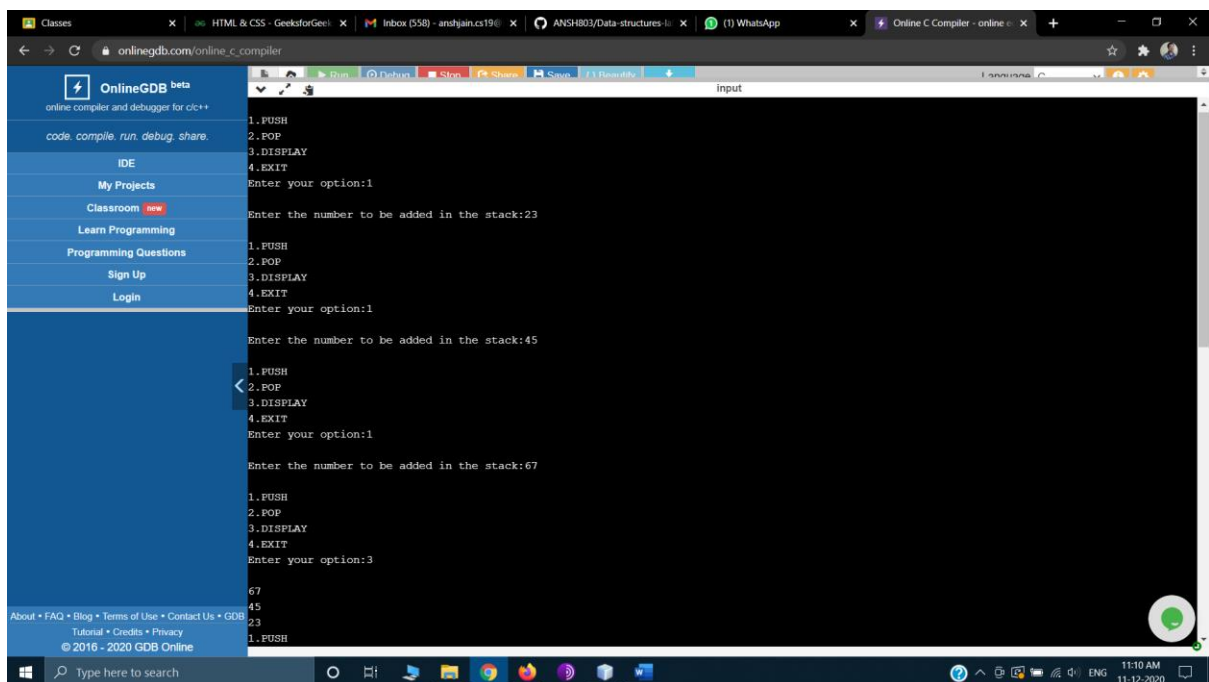 Classes
HTML & CSS - GeeksforGeek
Inbox (558) - anshjain.cs19@
ANSH803/Data-structures-la
(1) WhatsApp
Online C Compiler - online e
onlinegdb.com/online_c_compiler
OnlineGDB beta
online compiler and debugger for c/c++
code. compile. run. debug. share.
IDE
My Projects
Classroom new
Learn Programming
Programming Questions
Sign Up
Login
About • FAQ • Blog • Terms of Use • Contact Us • GDB
Tutorial • Credits • Privacy
© 2016 - 2020 GDB Online
Run Debug Stop Share Save { } Beautify
Language C
input
1.PUSH
2.POP
3.DISPLAY
4.EXIT
Enter your option:1
Enter the number to be added in the stack:23
1.PUSH
2.POP
3.DISPLAY
4.EXIT
Enter your option:1
Enter the number to be added in the stack:45
1.PUSH
2.POP
3.DISPLAY
4.EXIT
Enter your option:1
Enter the number to be added in the stack:67
1.PUSH
2.POP
3.DISPLAY
4.EXIT
Enter your option:3
67
45
23
1.PUSH
Type here to search
ENG
11:10 AM
11-12-2020